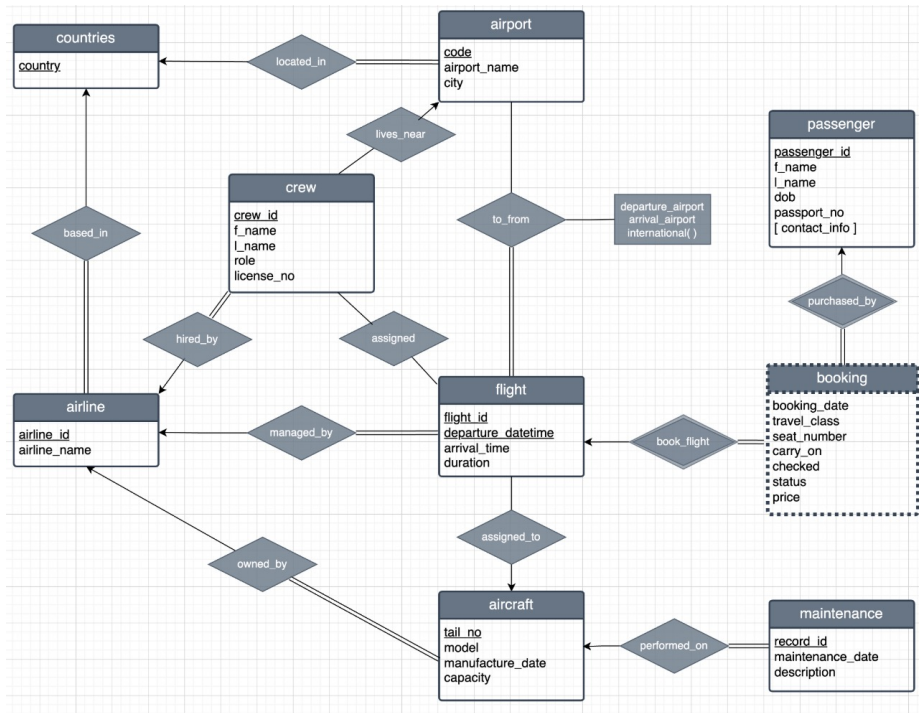 countries
country
located_in
airport
code
airport_name
city
lives_near
passenger
passenger_id
f_name
l_name
dob
passport_no
[ contact_info ]
crew
crew_id
f_name
l_name
role
license_no
based_in
to_from
departure_airport
arrival_airport
international( )
purchased_by
hired_by
assigned
booking
booking_date
travel_class
seat_number
carry_on
checked
status
price
airline
airline_id
airline_name
managed_by
flight
flight_id
departure_datetime
arrival_time
duration
book_flight
assigned_to
owned_by
aircraft
tail_no
model
manufacture_date
capacity
performed_on
maintenance
record_id
maintenance_date
description